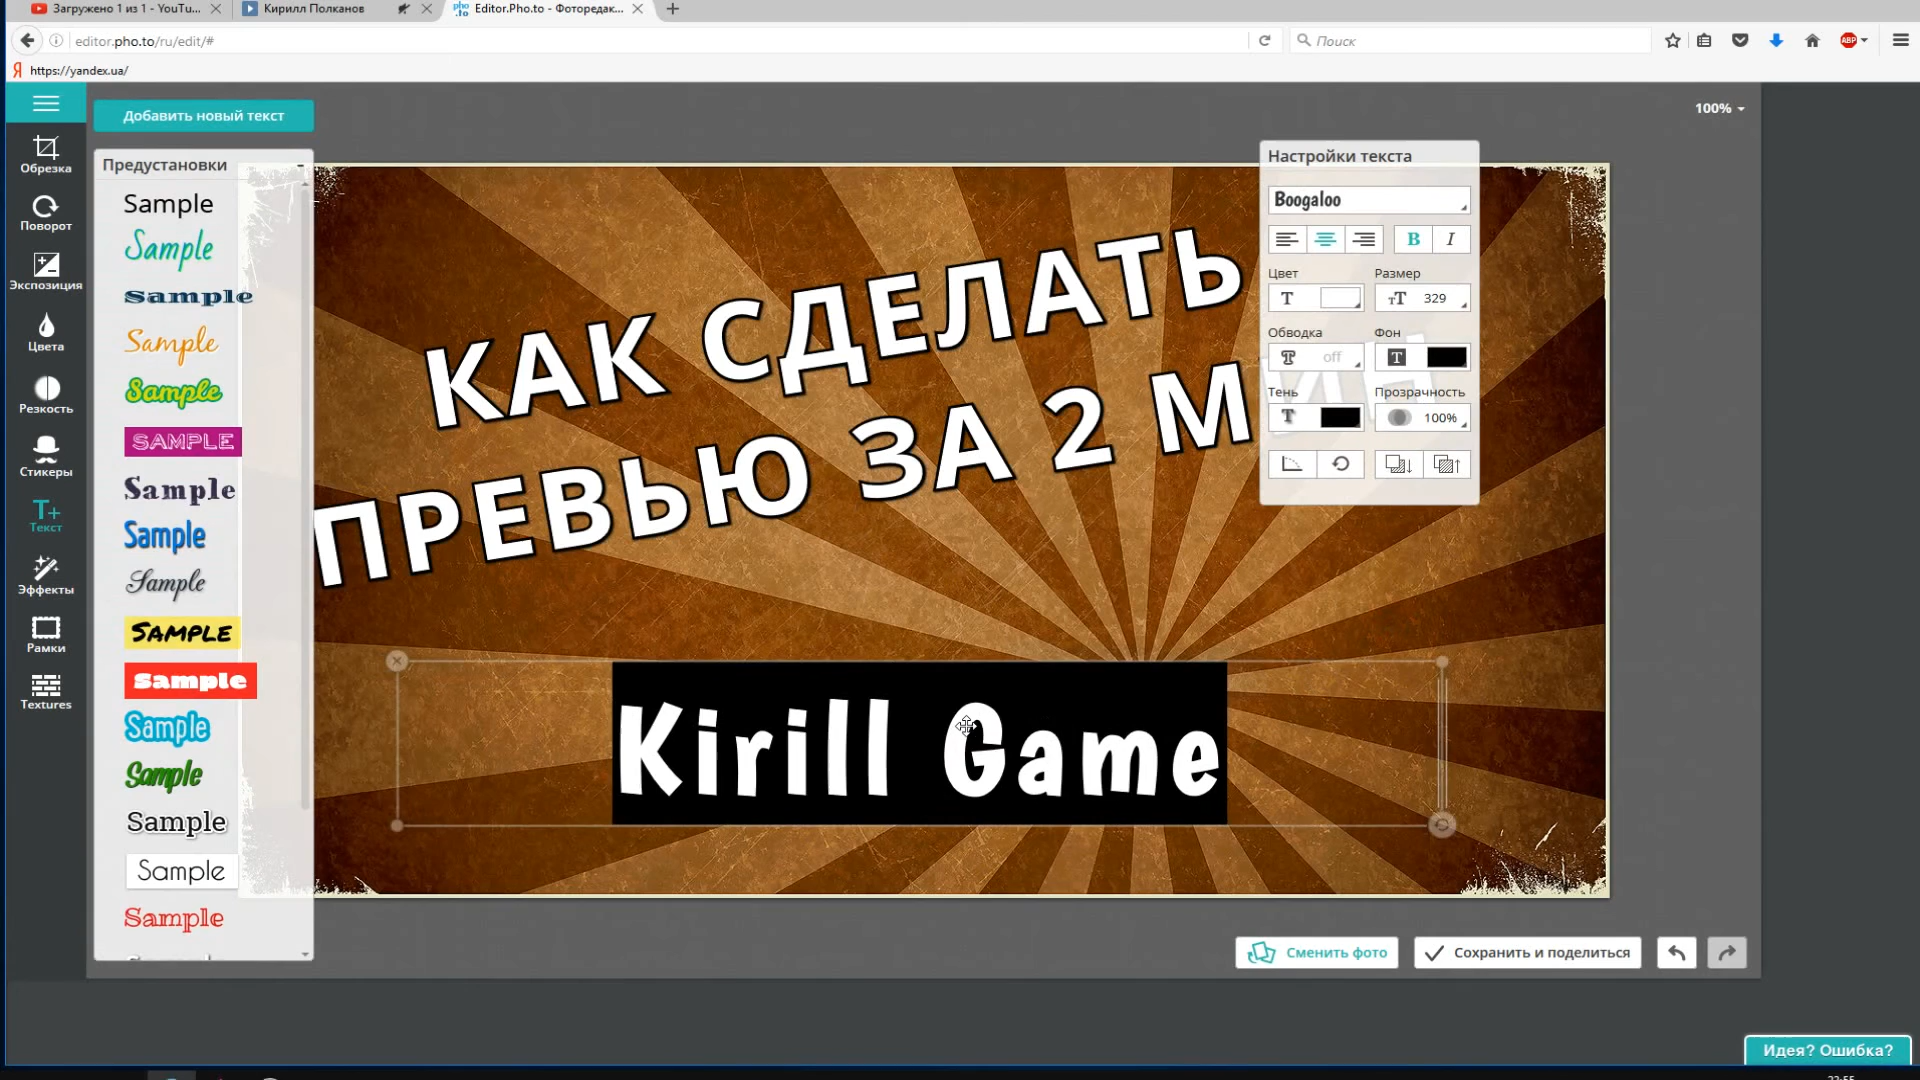 Загружено 1 из 1 - YouTu...
Кирилл Полканов
Editor.Pho.to - Фоторедак...
editor.pho.to/ru/edit/#
Поиск
ABP
https://yandex.ua/
Добавить новый текст
100%
Обрезка
Поворот
Экспозиция
Цвета
Резкость
Стикеры
Текст
Эффекты
Рамки
Textures
Предустановки
Sample
Sample
Sample
Sample
Sample
SAMPLE
Sample
Sample
Sample
SAMPLE
Sample
Sample
Sample
Sample
Sample
Sample
КАК СДЕЛАТЬ
ПРЕВЬЮ ЗА 2 МИН
Kirill Game
Настройки текста
Boogaloo
B I
Цвет Размер
T 329
Обводка Фон
T off T
Тень Прозрачность
T 100%
Сменить фото
Сохранить и поделиться
Идея? Ошибка?